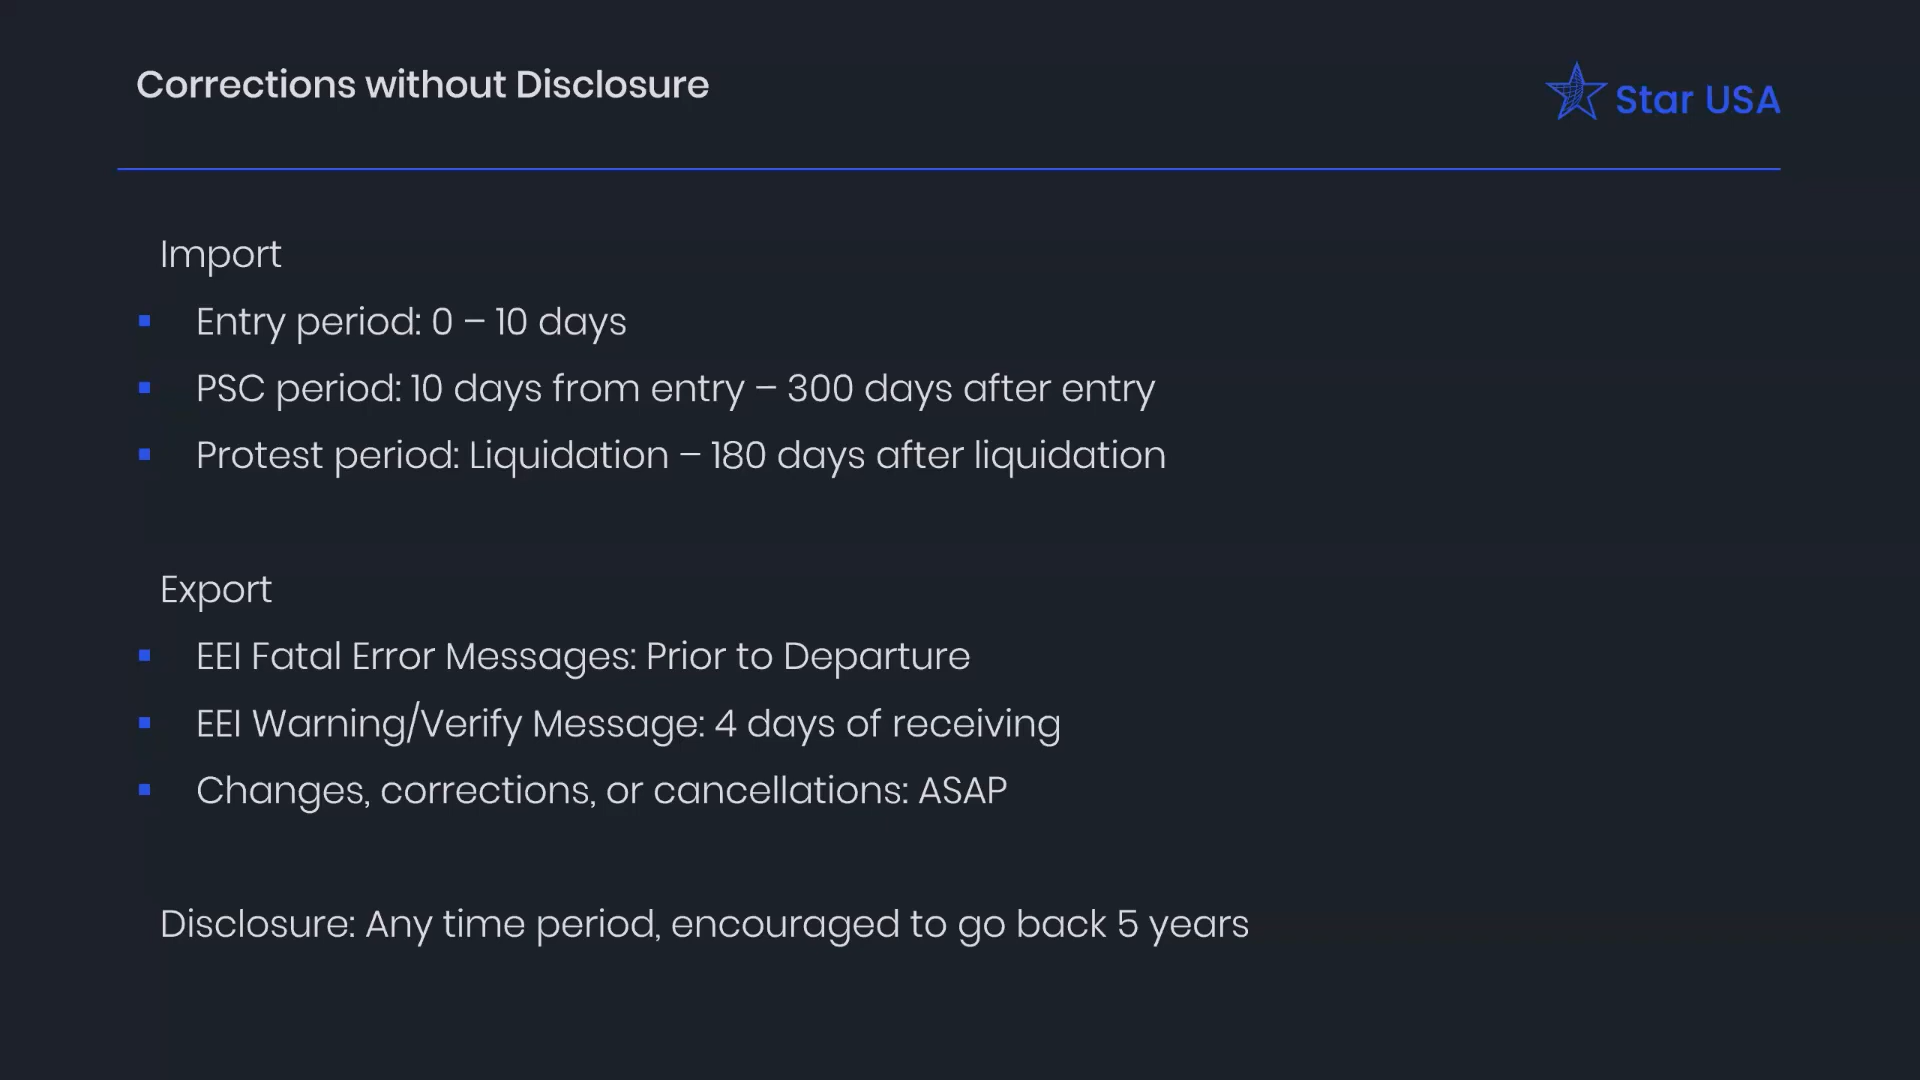 Corrections without Disclosure
Star USA
Import
Entry period: 0 – 10 days
PSC period: 10 days from entry – 300 days after entry
Protest period: Liquidation – 180 days after liquidation
Export
EEI Fatal Error Messages: Prior to Departure
EEI Warning/Verify Message: 4 days of receiving
Changes, corrections, or cancellations: ASAP
Disclosure: Any time period, encouraged to go back 5 years